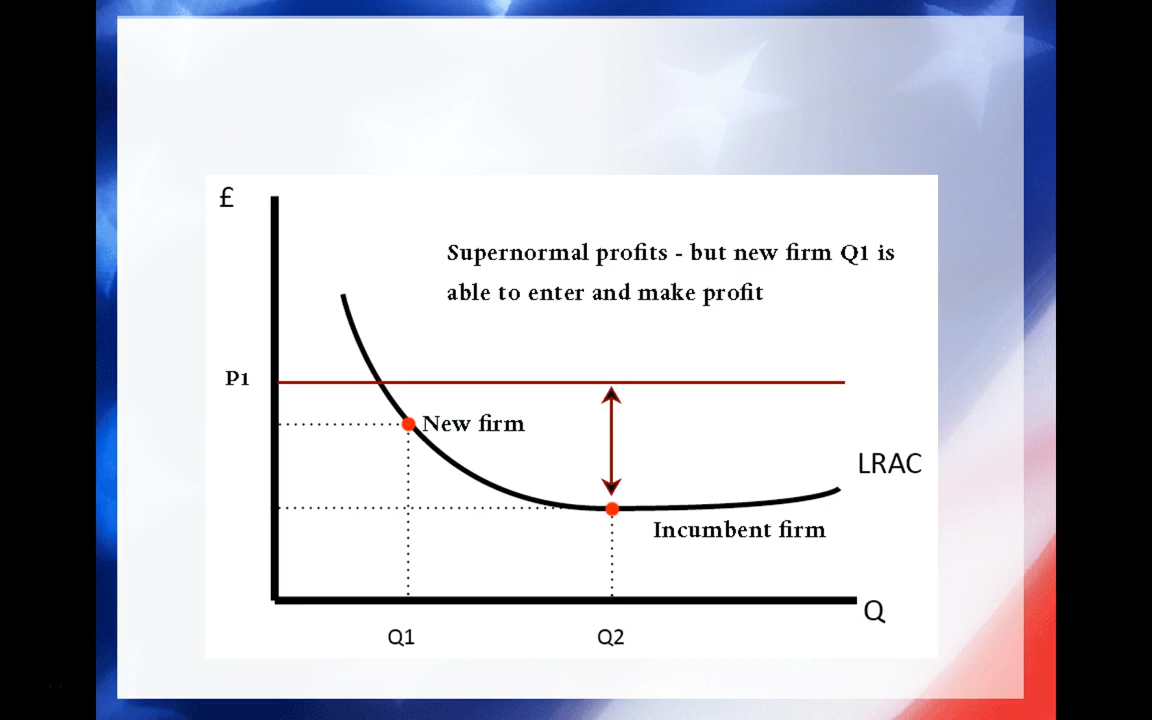 £
Supernormal profits - but new firm Q1 is
able to enter and make profit
P1
New firm
LRAC
Incumbent firm
Q
Q1
Q2